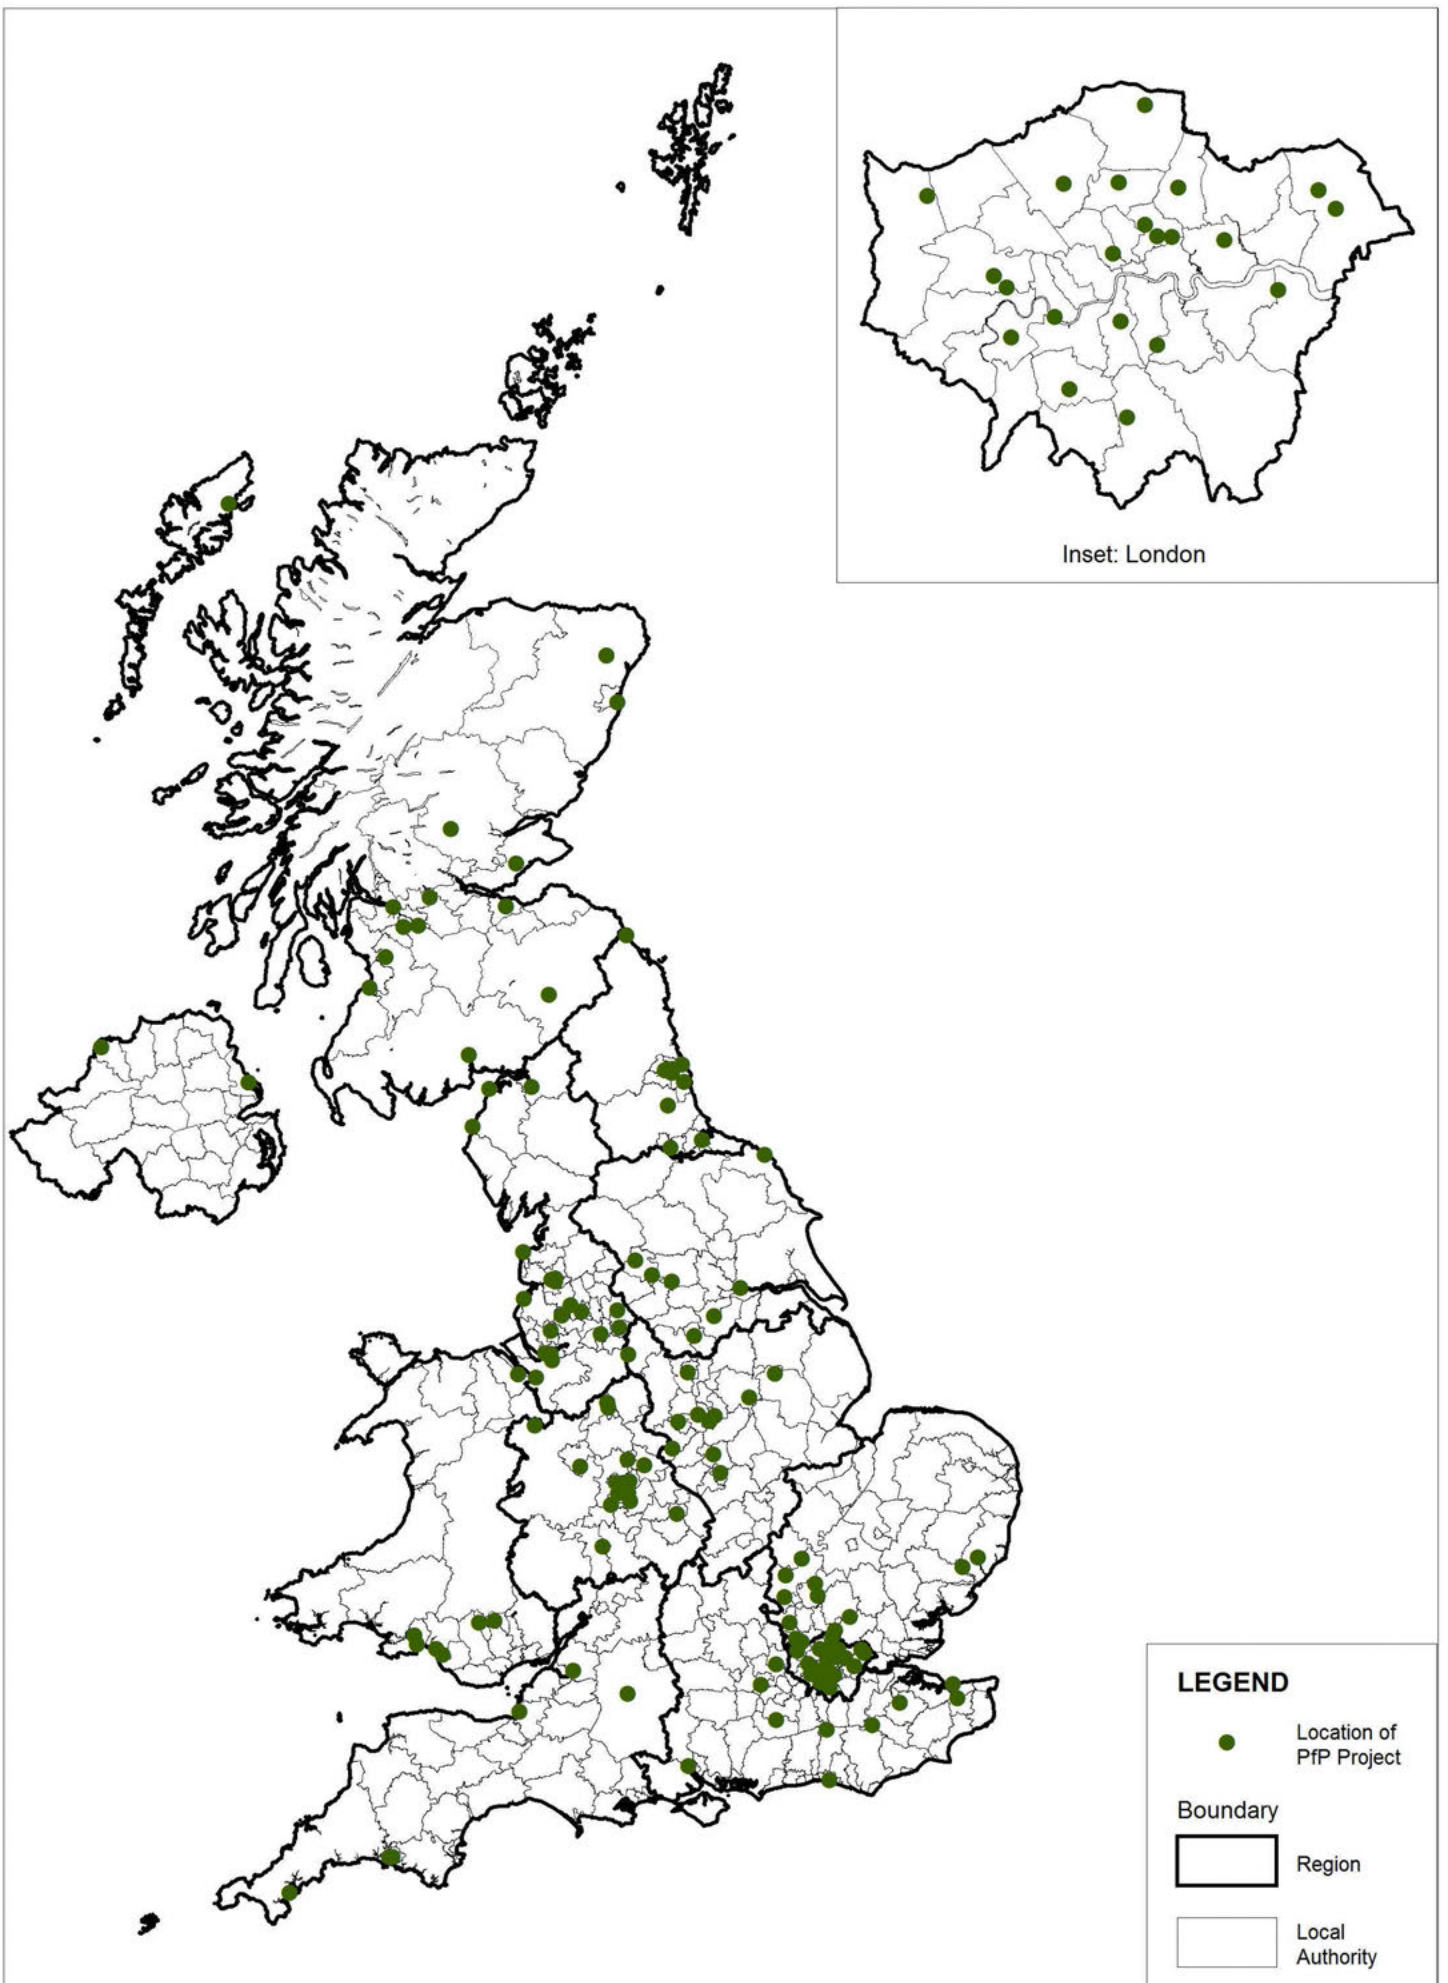 Inset: London
LEGEND
Location of
PfP Project
Boundary
Region
Local
Authority